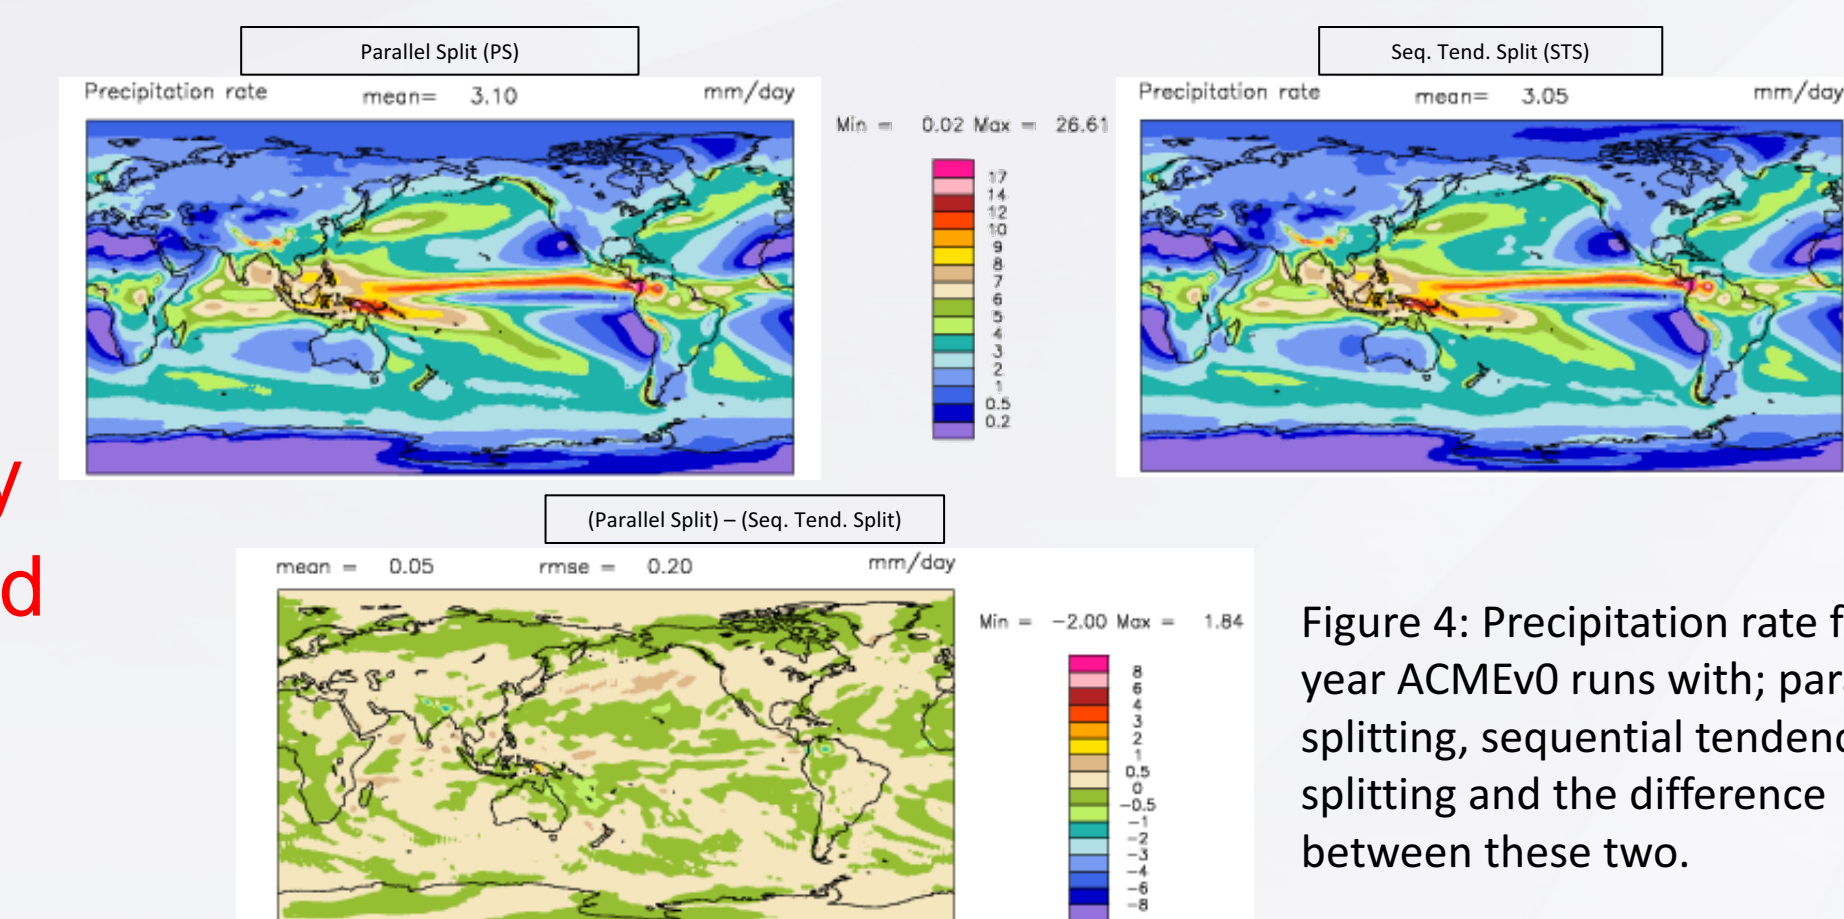 Parallel Split (PS)
Precipitation rate mean= 3.10 mm/day
Min = 0.02 Max = 26.61
17
14
12
10
9
8
7
6
5
4
3
2
1
0.5
0.2
Seq. Tend. Split (STS)
Precipitation rate mean= 3.05 mm/day
y
d
(Parallel Split) – (Seq. Tend. Split)
mean = 0.05 rmse = 0.20 mm/day
Min = −2.00 Max = 1.84
8
6
4
3
2
1
0.5
0
−0.5
−1
−2
−3
−4
−6
−8
Figure 4: Precipitation rate f
year ACMEv0 runs with; para
splitting, sequential tendenc
splitting and the difference
between these two.